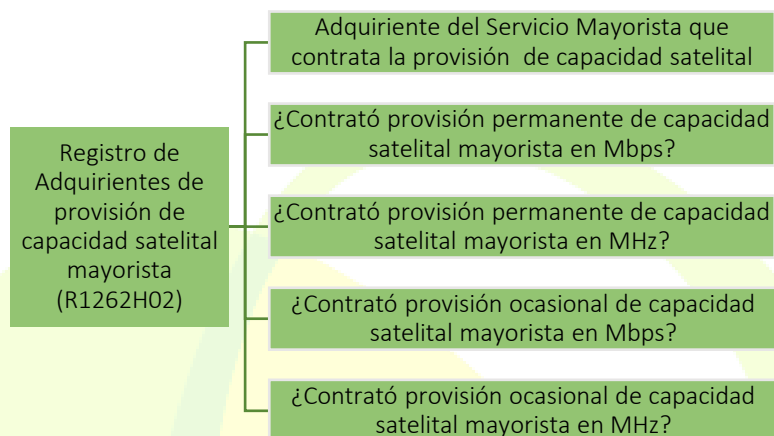 Adquiriente del Servicio Mayorista que
contrata la provisión de capacidad satelital
¿Contrató provisión permanente de capacidad
satelital mayorista en Mbps?
Registro de
Adquirientes de
provisión de
capacidad satelital
mayorista
(R1262H02)
¿Contrató provisión permanente de capacidad
satelital mayorista en MHz?
¿Contrató provisión ocasional de capacidad
satelital mayorista en Mbps?
¿Contrató provisión ocasional de capacidad
satelital mayorista en MHz?